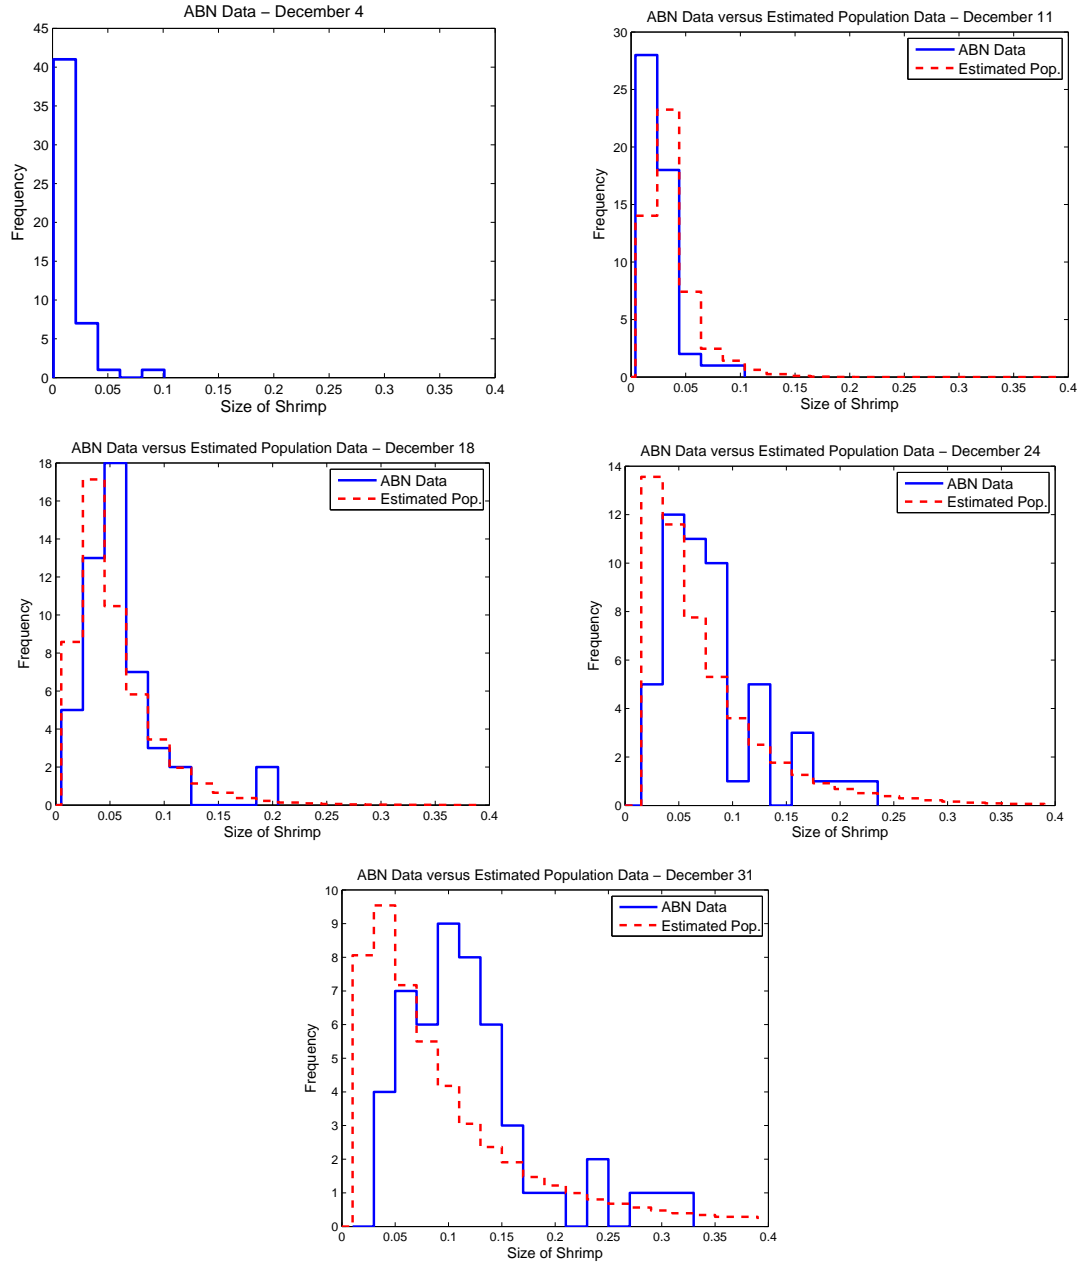 ABN Data − December 4
45
40
35
30
25
20
15
10
5
0
Frequency
0 0.05 0.1 0.15 0.2 0.25 0.3 0.35 0.4
Size of Shrimp
ABN Data versus Estimated Population Data − December 11
ABN Data
Estimated Pop.
30
25
20
15
10
5
0
Frequency
0 0.05 0.1 0.15 0.2 0.25 0.3 0.35 0.4
Size of Shrimp
ABN Data versus Estimated Population Data − December 18
ABN Data
Estimated Pop.
18
16
14
12
10
8
6
4
2
0
Frequency
0 0.05 0.1 0.15 0.2 0.25 0.3 0.35 0.4
Size of Shrimp
ABN Data versus Estimated Population Data − December 24
ABN Data
Estimated Pop.
14
12
10
8
6
4
2
0
Frequency
0 0.05 0.1 0.15 0.2 0.25 0.3 0.35 0.4
Size of Shrimp
ABN Data versus Estimated Population Data − December 31
ABN Data
Estimated Pop.
10
9
8
7
6
5
4
3
2
1
0
Frequency
0 0.05 0.1 0.15 0.2 0.25 0.3 0.35 0.4
Size of Shrimp